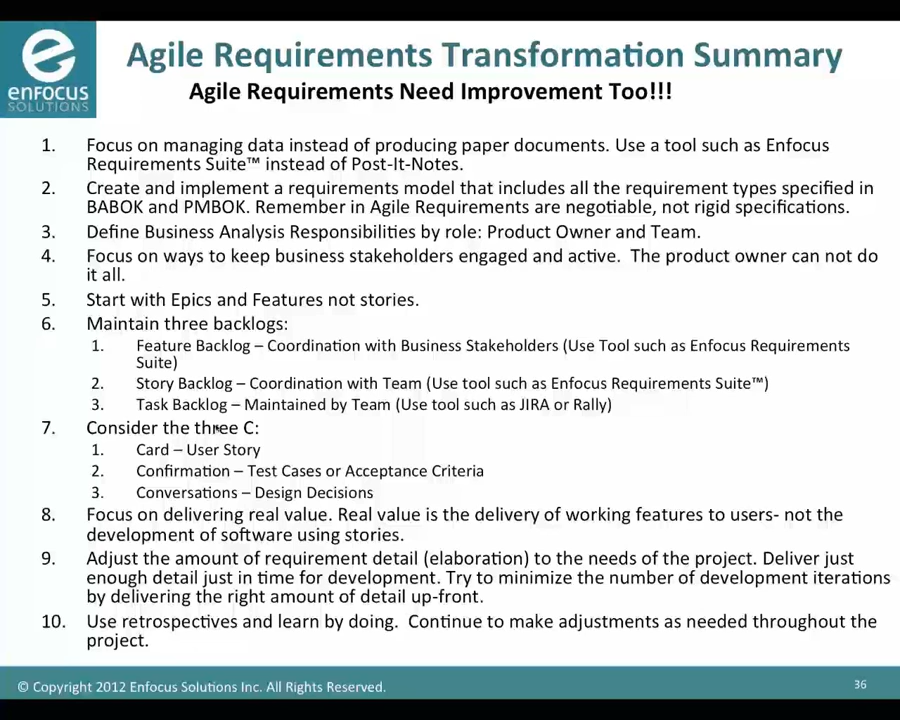 enfocus
SOLUTIONS
Agile Requirements Transformation Summary
Agile Requirements Need Improvement Too!!!
1. Focus on managing data instead of producing paper documents. Use a tool such as Enfocus
Requirements Suite™ instead of Post-It-Notes.
2. Create and implement a requirements model that includes all the requirement types specified in
BABOK and PMBOK. Remember in Agile Requirements are negotiable, not rigid specifications.
3. Define Business Analysis Responsibilities by role: Product Owner and Team.
4. Focus on ways to keep business stakeholders engaged and active. The product owner can not do
it all.
5. Start with Epics and Features not stories.
6. Maintain three backlogs:
1. Feature Backlog – Coordination with Business Stakeholders (Use Tool such as Enfocus Requirements
Suite)
2. Story Backlog – Coordination with Team (Use tool such as Enfocus Requirements Suite™)
3. Task Backlog – Maintained by Team (Use tool such as JIRA or Rally)
7. Consider the three C:
1. Card – User Story
2. Confirmation – Test Cases or Acceptance Criteria
3. Conversations – Design Decisions
8. Focus on delivering real value. Real value is the delivery of working features to users- not the
development of software using stories.
9. Adjust the amount of requirement detail (elaboration) to the needs of the project. Deliver just
enough detail just in time for development. Try to minimize the number of development iterations
by delivering the right amount of detail up-front.
10. Use retrospectives and learn by doing. Continue to make adjustments as needed throughout the
project.
© Copyright 2012 Enfocus Solutions Inc. All Rights Reserved.
36